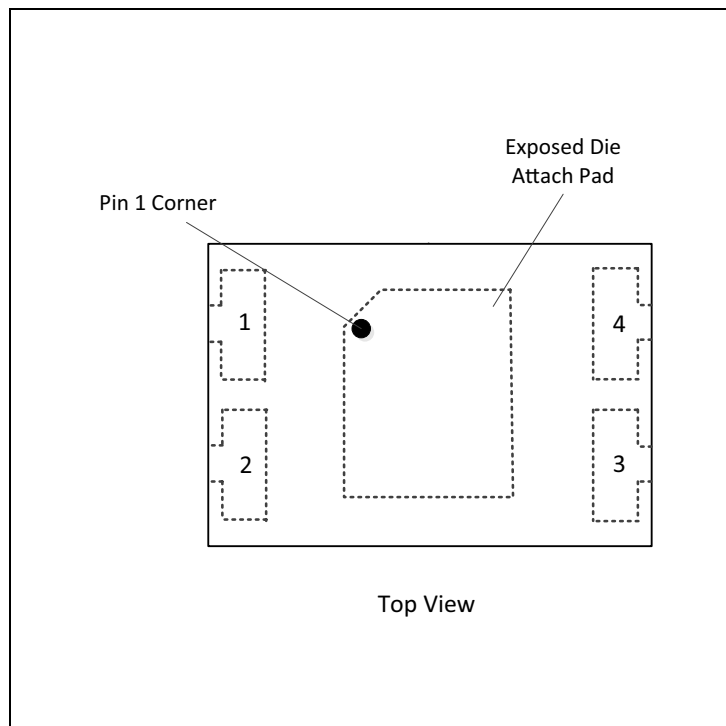 Exposed Die
Attach Pad
Pin 1 Corner
1
4
2
3
Top View